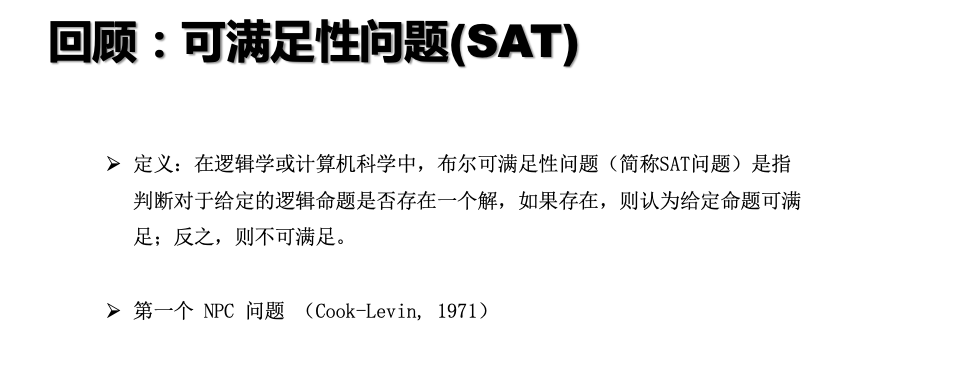 回顾：可满足性问题(SAT)
➢ 定义：在逻辑学或计算机科学中，布尔可满足性问题（简称SAT问题）是指
判断对于给定的逻辑命题是否存在一个解，如果存在，则认为给定命题可满
足；反之，则不可满足。
➢ 第一个 NPC 问题 （Cook-Levin, 1971）